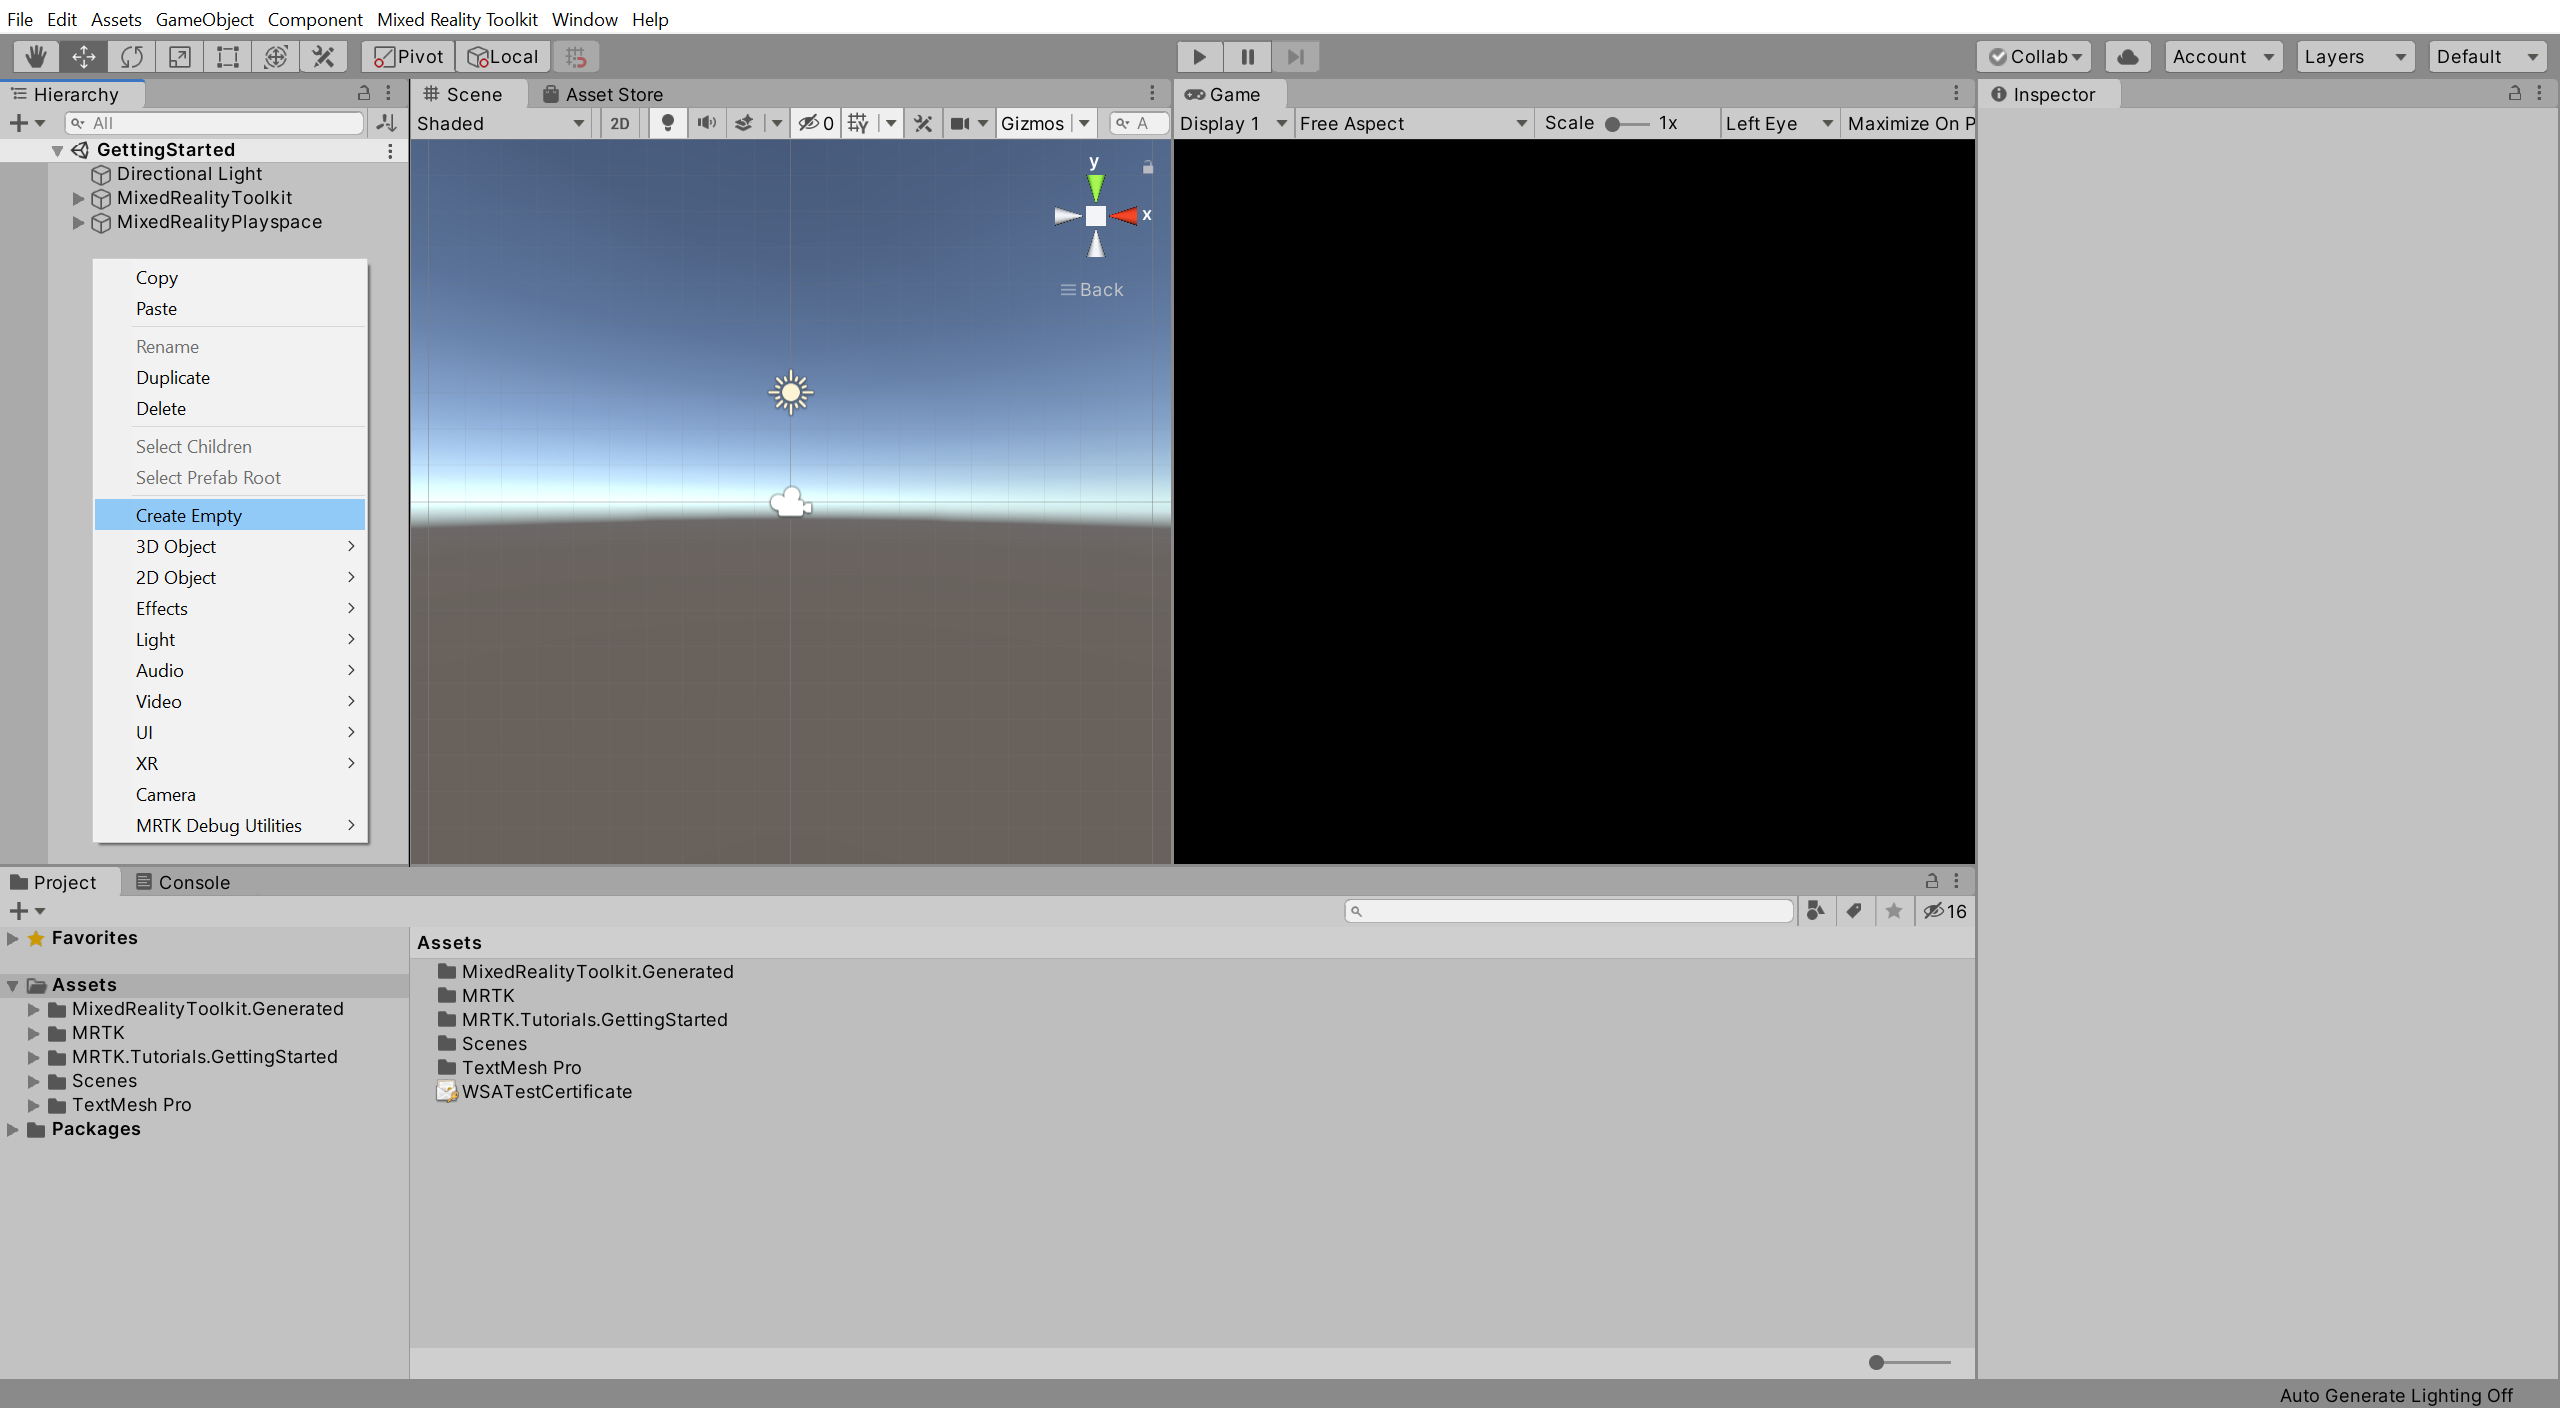 File Edit Assets GameObject Component Mixed Reality Toolkit Window Help
Pivot Local Collab Account Layers Default
Hierarchy
All
GettingStarted
Directional Light
MixedRealityToolkit
MixedRealityPlayspace
Copy
Paste
Rename
Duplicate
Delete
Select Children
Select Prefab Root
Create Empty
3D Object
2D Object
Effects
Light
Audio
Video
UI
XR
Camera
MRTK Debug Utilities
Scene Asset Store
Shaded 2D 0 Gizmos A
y
x
Back
Game
Display 1 Free Aspect Scale 1x Left Eye Maximize On P
Inspector
Project Console
16
Favorites
Assets
MixedRealityToolkit.Generated
MRTK
MRTK.Tutorials.GettingStarted
Scenes
TextMesh Pro
Packages
Assets
MixedRealityToolkit.Generated
MRTK
MRTK.Tutorials.GettingStarted
Scenes
TextMesh Pro
WSATestCertificate
Auto Generate Lighting Off